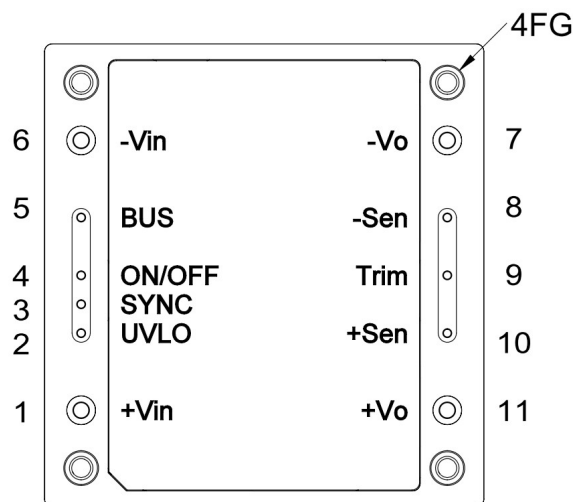 4FG
6 -Vin -Vo 7
5 BUS -Sen 8
4 ON/OFF Trim 9
3 SYNC
2 UVLO +Sen 10
1 +Vin +Vo 11